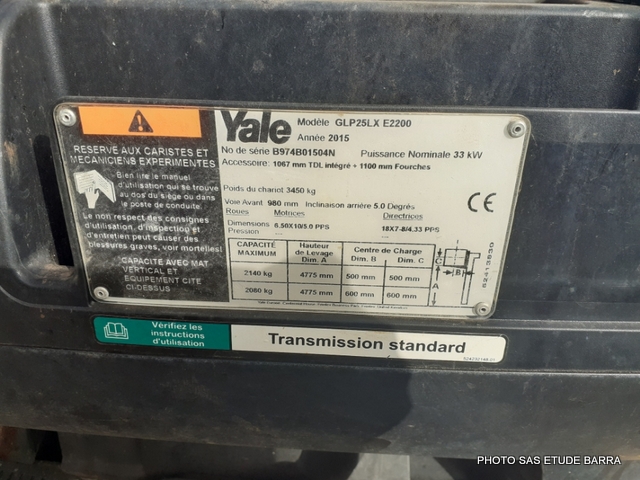 RESERVE AUX CARISTES ET
MECANICIENS EXPERIMENTES
Bien lire le manuel
d'utilisation qui se trouve
au dos du siège ou dans
le poste de conduite.
Le non respect des consignes
d'utilisation, d'inspection et
d'entretien peut causer des
blessures graves, voir mortelles!
CAPACITÉ AVEC MAT
VERTICAL ET
EQUIPEMENT CITE
CI-DESSUS
Yale
Modèle GLP25LX E2200
Année 2015
No de série B974B01504N Puissance Nominale 33 kW
Accessoire: 1067 mm TDL intégré + 1100 mm Fourches
Poids du chariot 3450 kg
Voie Avant 980 mm Inclinaison arrière 5.0 Degrés
Roues Motrices Directrices
Dimensions 6.50X10/5.0 PPS 18X7-8/4.33 PPS
Pression --- ---
CAPACITÉ MAXIMUM Hauteur de Levage Dim. A Centre de Charge Dim. B Dim. C
2140 kg 4775 mm 500 mm 500 mm
2060 kg 4775 mm 600 mm 600 mm
CE
C
B
A
Vérifiez les
instructions
d'utilisation
Transmission standard
PHOTO SAS ETUDE BARRA